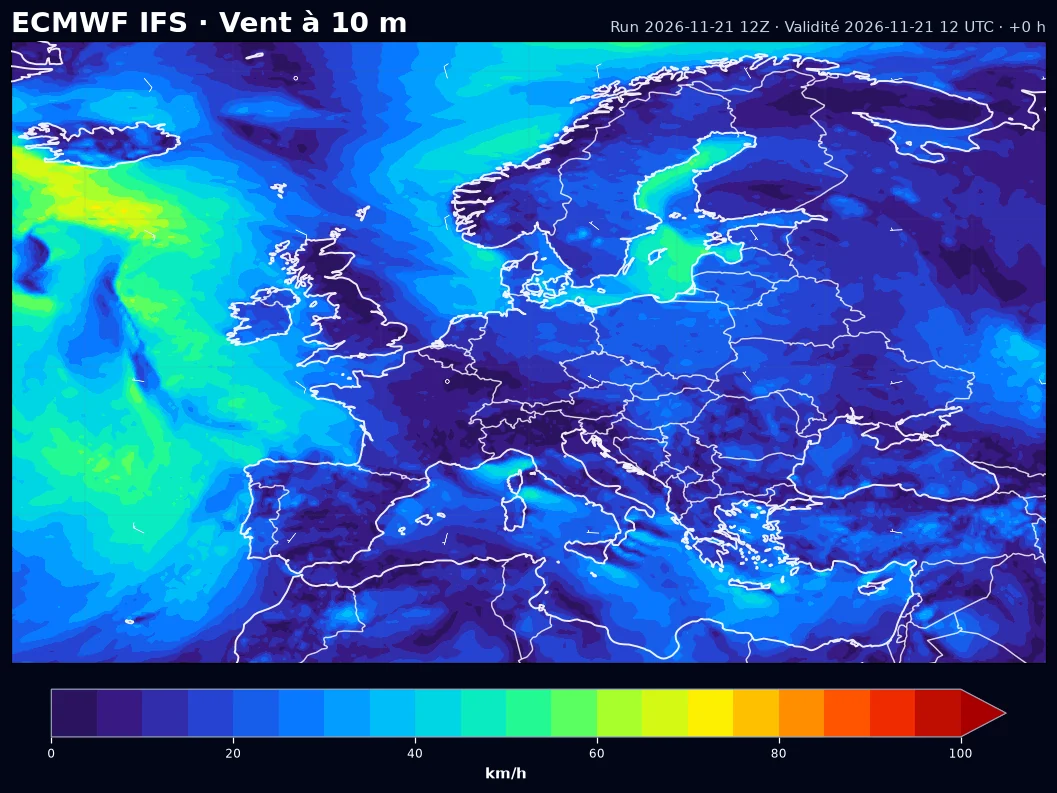 ECMWF IFS · Vent à 10 m
Run 2026-11-21 12Z · Validité 2026-11-21 12 UTC · +0 h
0 20 40 60 80 100
km/h